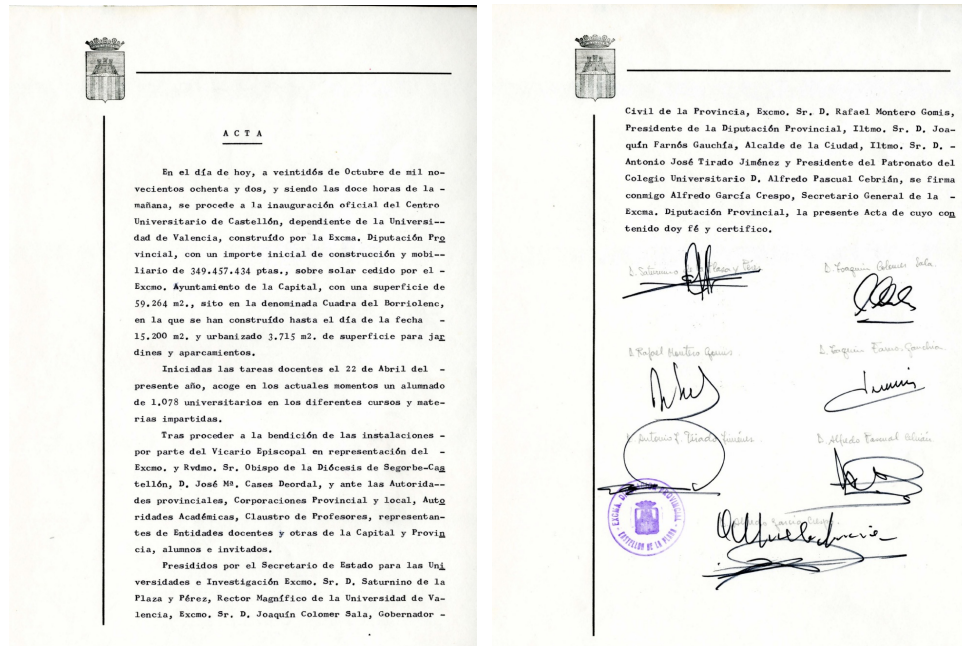 A C T A
En el día de hoy, a veintidós de Octubre de mil no-
vecientos ochenta y dos, y siendo las doce horas de la -
mañana, se procede a la inauguración oficial del Centro
Universitario de Castellón, dependiente de la Universi--
dad de Valencia, construído por la Excma. Diputación Pro
vincial, con un importe inicial de construcción y mobi--
liario de 349.457.434 ptas., sobre solar cedido por el -
Excmo. Ayuntamiento de la Capital, con una superficie de
59.264 m2., sito en la denominada Cuadra del Borriolenc,
en la que se han construído hasta el día de la fecha -
15.200 m2. y urbanizado 3.715 m2. de superficie para jar
dines y aparcamientos.
Iniciadas las tareas docentes el 22 de Abril del -
presente año, acoge en los actuales momentos un alumnado
de 1.078 universitarios en los diferentes cursos y mate-
rias impartidas.
Tras proceder a la bendición de las instalaciones -
por parte del Vicario Episcopal en representación del -
Excmo. y Rvdmo. Sr. Obispo de la Diócesis de Segorbe-Cas
tellón, D. José Mª. Cases Deordal, y ante las Autorida--
des provinciales, Corporaciones Provincial y local, Auto
ridades Académicas, Claustro de Profesores, representan-
tes de Entidades docentes y otras de la Capital y Provin
cia, alumnos e invitados.
Presididos por el Secretario de Estado para las Uni
versidades e Investigación Excmo. Sr. D. Saturnino de la
Plaza y Pérez, Rector Magnífico de la Universidad de Va-
lencia, Excmo. Sr. D. Joaquín Colomer Sala, Gobernador -
Civil de la Provincia, Excmo. Sr. D. Rafael Montero Gomis,
Presidente de la Diputación Provincial, Iltmo. Sr. D. Joa-
quín Farnós Gauchía, Alcalde de la Ciudad, Iltmo. Sr. D. -
Antonio José Tirado Jiménez y Presidente del Patronato del
Colegio Universitario D. Alfredo Pascual Cebrián, se firma
conmigo Alfredo García Crespo, Secretario General de la -
Excma. Diputación Provincial, la presente Acta de cuyo con
tenido doy fé y certifico.
D. Saturnino de la Plaza y Pérez
D. Joaquín Colomer Sala.
D. Rafael Montero Gomis.
D. Joaquín Farnós Gauchía
D. Antonio J. Tirado Jiménez.
D. Alfredo Pascual Cebrián
EXCMA. DIPUTACION PROVINCIAL
CASTELLON DE LA PLANA
Alfredo García Crespo.